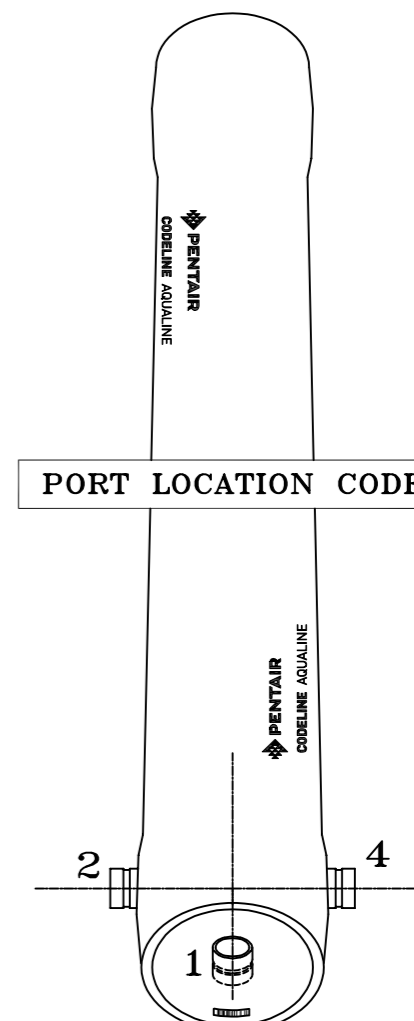 PENTAIR
CODELINE AQUALINE
PORT LOCATION CODE
PENTAIR
CODELINE AQUALINE
2
4
1